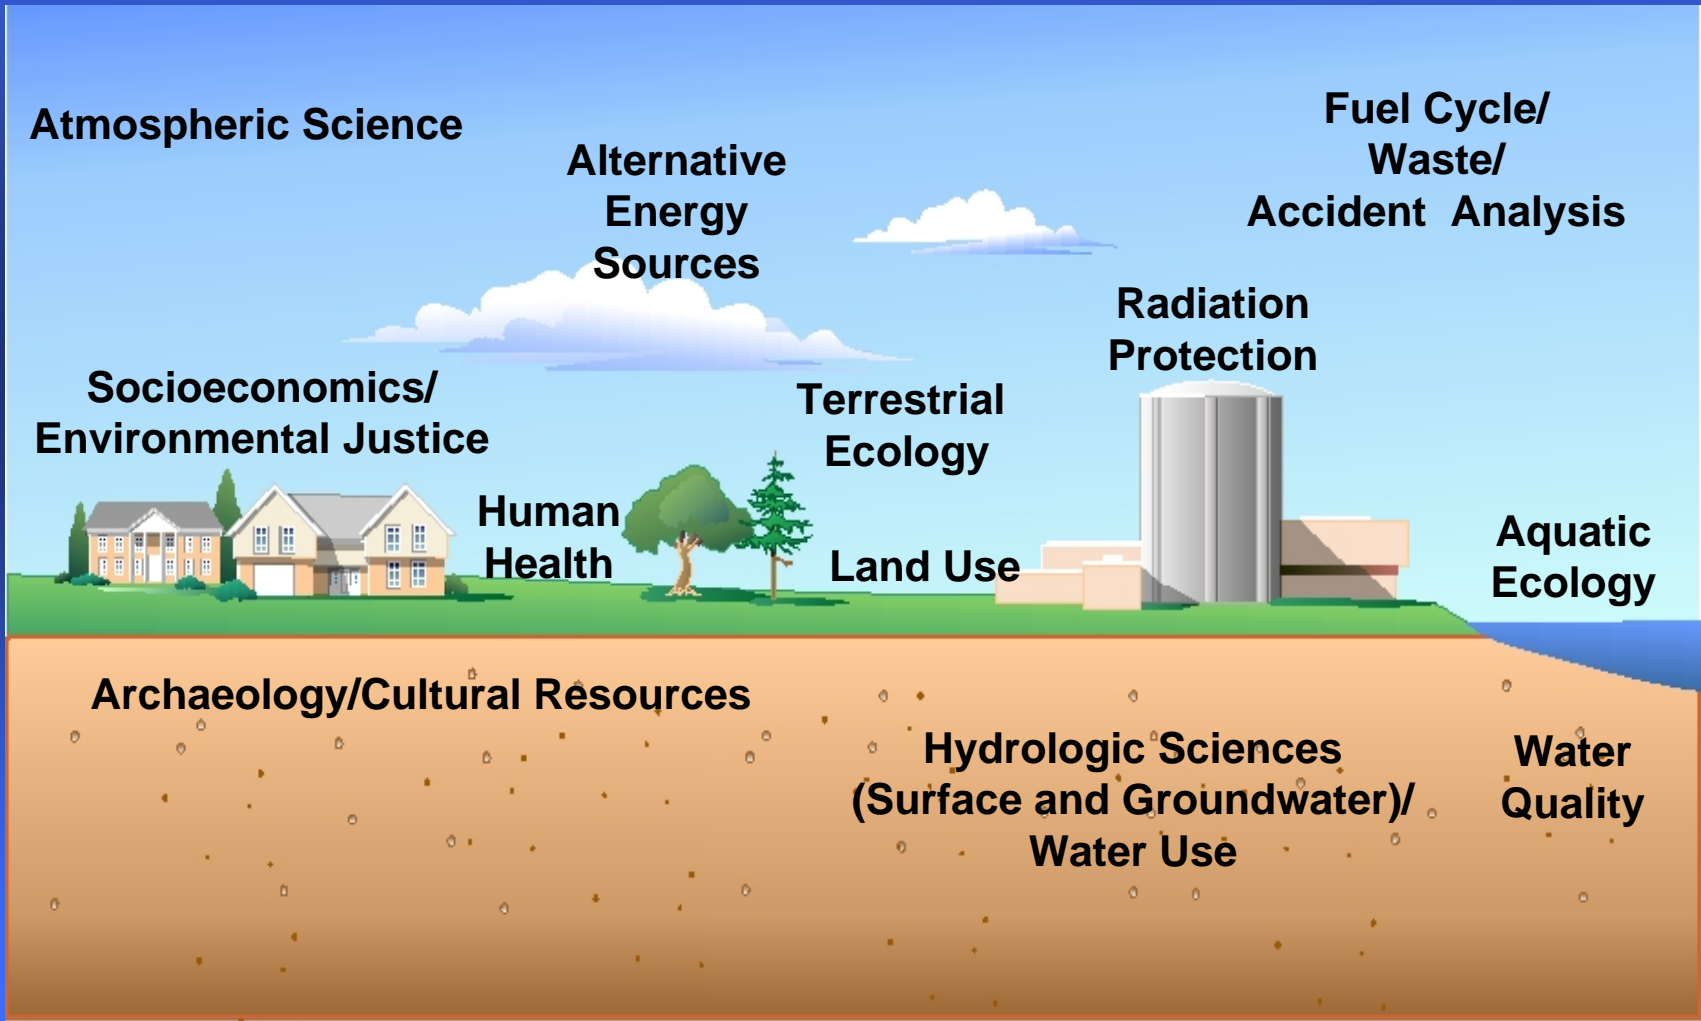 Atmospheric Science
Alternative
Energy
Sources
Fuel Cycle/
Waste/
Accident Analysis
Radiation
Protection
Socioeconomics/
Environmental Justice
Terrestrial
Ecology
Human
Health
Land Use
Aquatic
Ecology
Archaeology/Cultural Resources
Hydrologic Sciences
(Surface and Groundwater)/
Water Use
Water
Quality